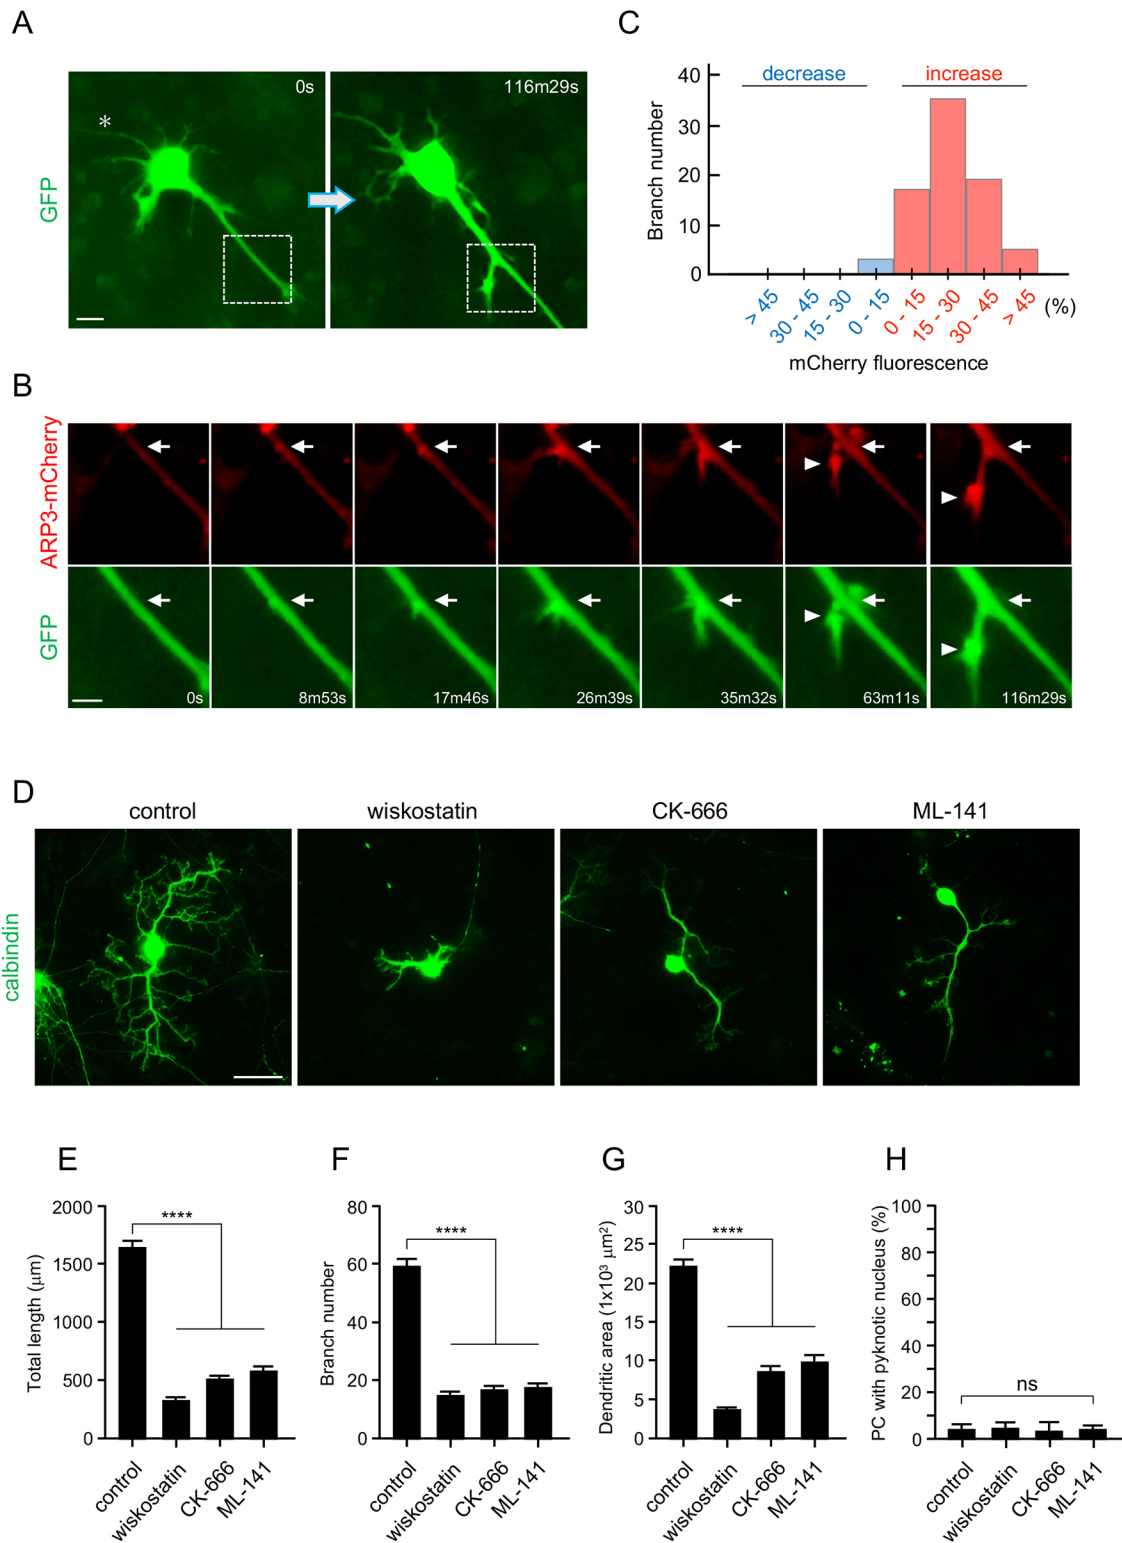 A
0s
116m29s
GFP
*
C
decrease
increase
Branch number
40
30
20
10
0
> 45
30 - 45
15 - 30
0 - 15
0 - 15
15 - 30
30 - 45
> 45
(%)
mCherry fluorescence
B
ARP3-mCherry
GFP
0s
8m53s
17m46s
26m39s
35m32s
63m11s
116m29s
D
control
wiskostatin
CK-666
ML-141
calbindin
E
Total length (μm)
2000
1500
1000
500
0
****
control
wiskostatin
CK-666
ML-141
F
Branch number
80
60
40
20
0
****
control
wiskostatin
CK-666
ML-141
G
Dendritic area (1x10³ μm²)
30
25
20
15
10
5
0
****
control
wiskostatin
CK-666
ML-141
H
PC with pyknotic nucleus (%)
100
80
60
40
20
0
ns
control
wiskostatin
CK-666
ML-141